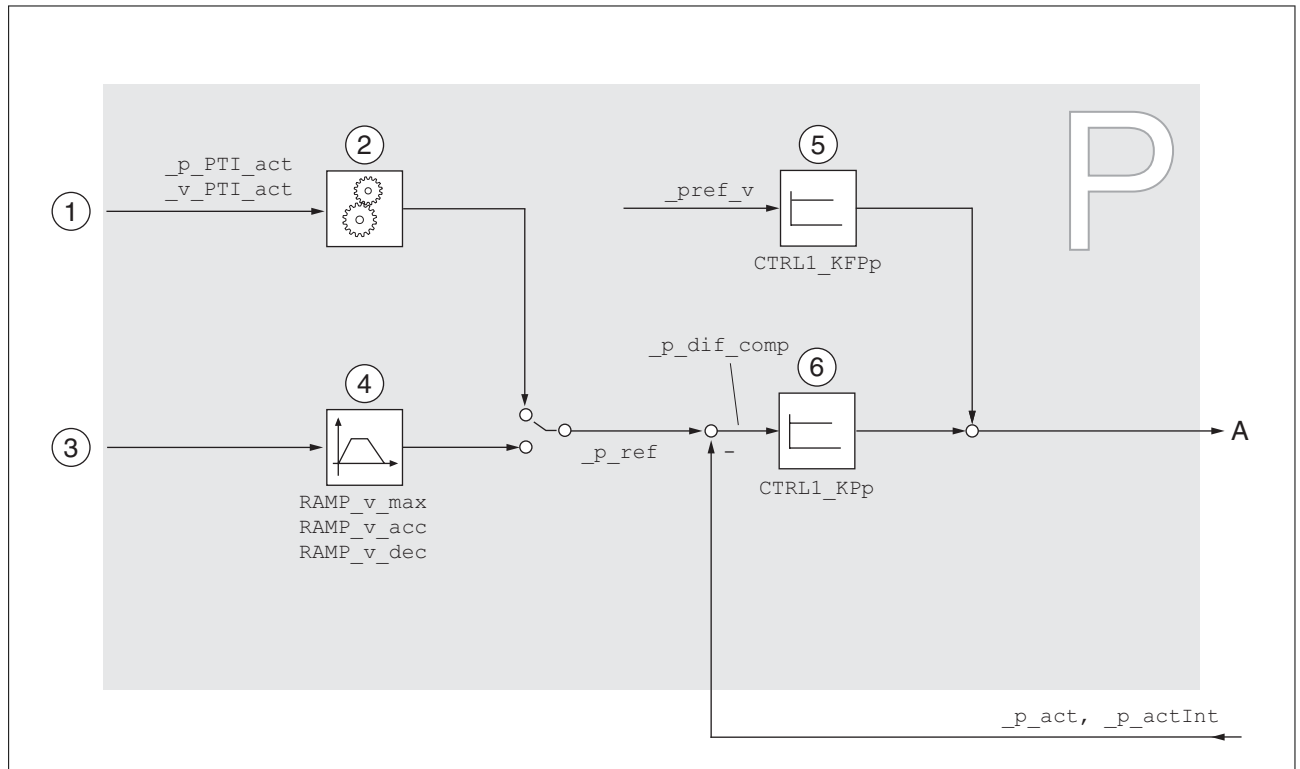 P
2
5
_p_PTI_act
_v_PTI_act
1
_pref_v
CTRL1_KFPp
_p_dif_comp
4
6
3
_p_ref
-
A
CTRL1_KPp
RAMP_v_max
RAMP_v_acc
RAMP_v_dec
_p_act, _p_actInt